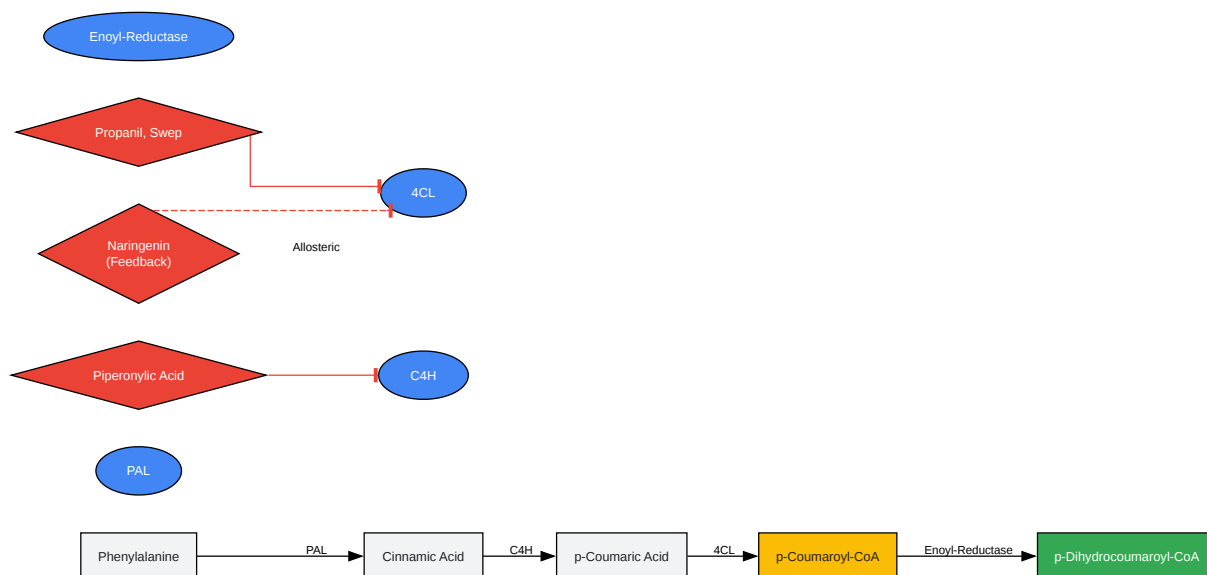 Enoyl-Reductase
Propanil, Swep
4CL
Naringenin
(Feedback)
Allosteric
Piperonylic Acid
C4H
PAL
Phenylalanine
PAL
Cinnamic Acid
C4H
p-Coumaric Acid
4CL
p-Coumaroyl-CoA
Enoyl-Reductase
p-Dihydrocoumaroyl-CoA